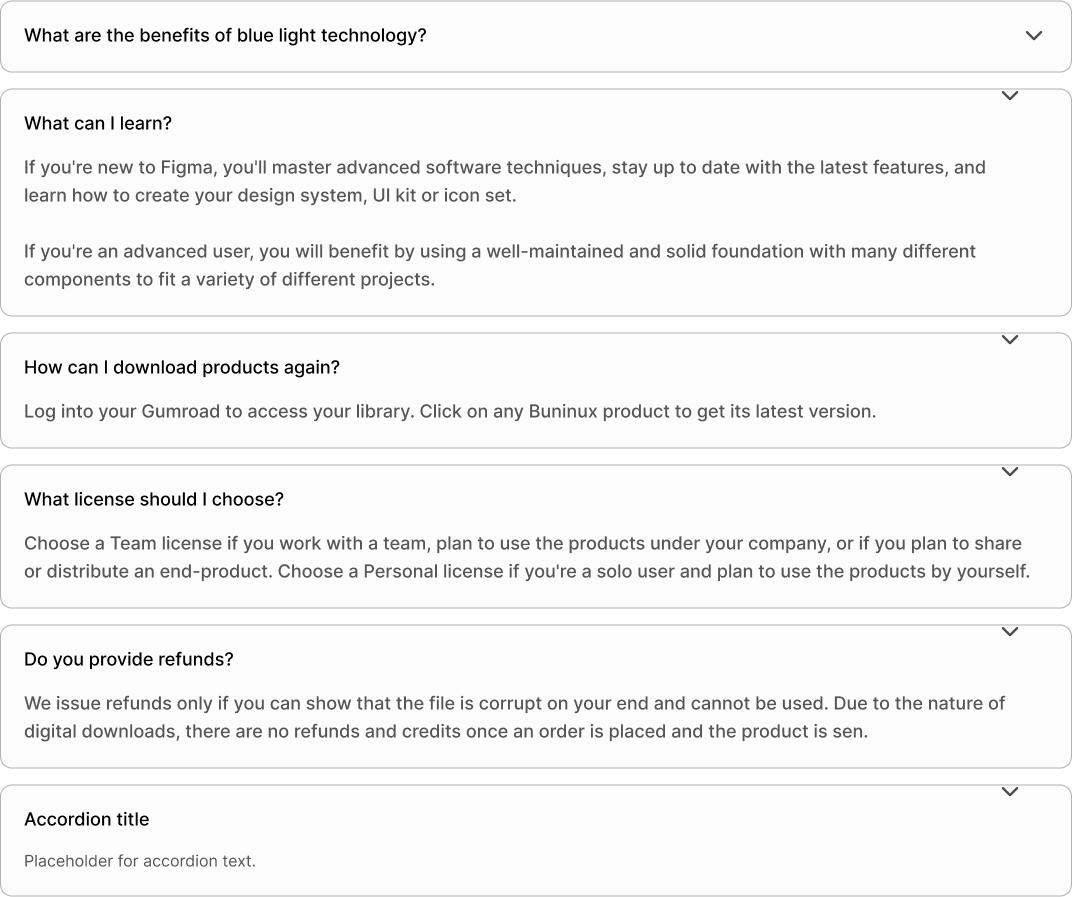 What are the benefits of blue light technology?
What can I learn?
If you're new to Figma, you'll master advanced software techniques, stay up to date with the latest features, and
learn how to create your design system, UI kit or icon set.
If you're an advanced user, you will benefit by using a well-maintained and solid foundation with many different
components to fit a variety of different projects.
How can I download products again?
Log into your Gumroad to access your library. Click on any Buninux product to get its latest version.
What license should I choose?
Choose a Team license if you work with a team, plan to use the products under your company, or if you plan to share
or distribute an end-product. Choose a Personal license if you're a solo user and plan to use the products by yourself.
Do you provide refunds?
We issue refunds only if you can show that the file is corrupt on your end and cannot be used. Due to the nature of
digital downloads, there are no refunds and credits once an order is placed and the product is sen.
Accordion title
Placeholder for accordion text.